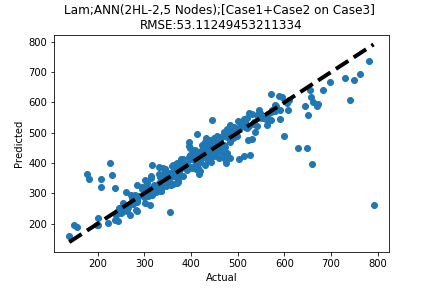 Lam;ANN(2HL-2,5 Nodes);[Case1+Case2 on Case3]
RMSE:53.11249453211334
800
700
600
500
400
300
200
Predicted
200 300 400 500 600 700 800
Actual